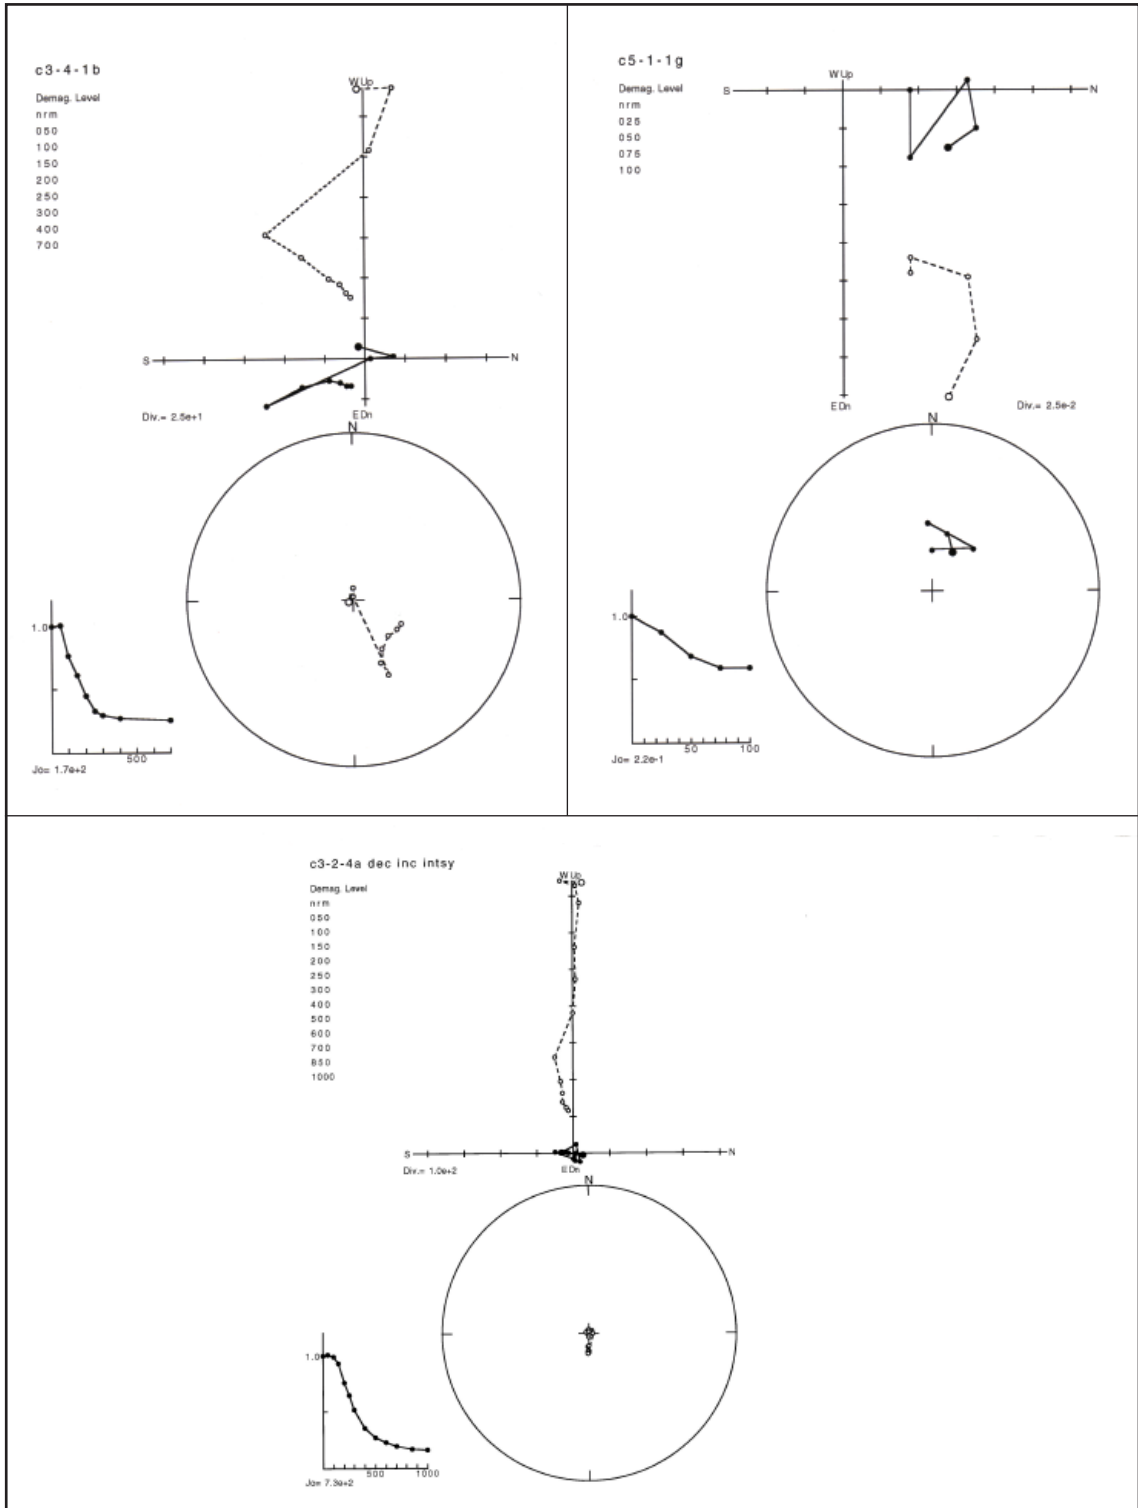 c3-4-1b
Demag. Level
nrm
050
100
150
200
250
300
400
700
W Up
S
N
E Dn
Div.= 2.5e+1
N
1.0
500
Jo= 1.7e+2
c5-1-1g
Demag. Level
nrm
025
050
075
100
W Up
S
N
E Dn
Div.= 2.5e-2
N
1.0
50 100
Jo= 2.2e-1
c3-2-4a dec inc intsy
Demag. Level
nrm
050
100
150
200
250
300
400
500
600
700
850
1000
W Up
S
N
Div.= 1.0e+2
E Dn
N
1.0
500 1000
Jo= 7.3e+2